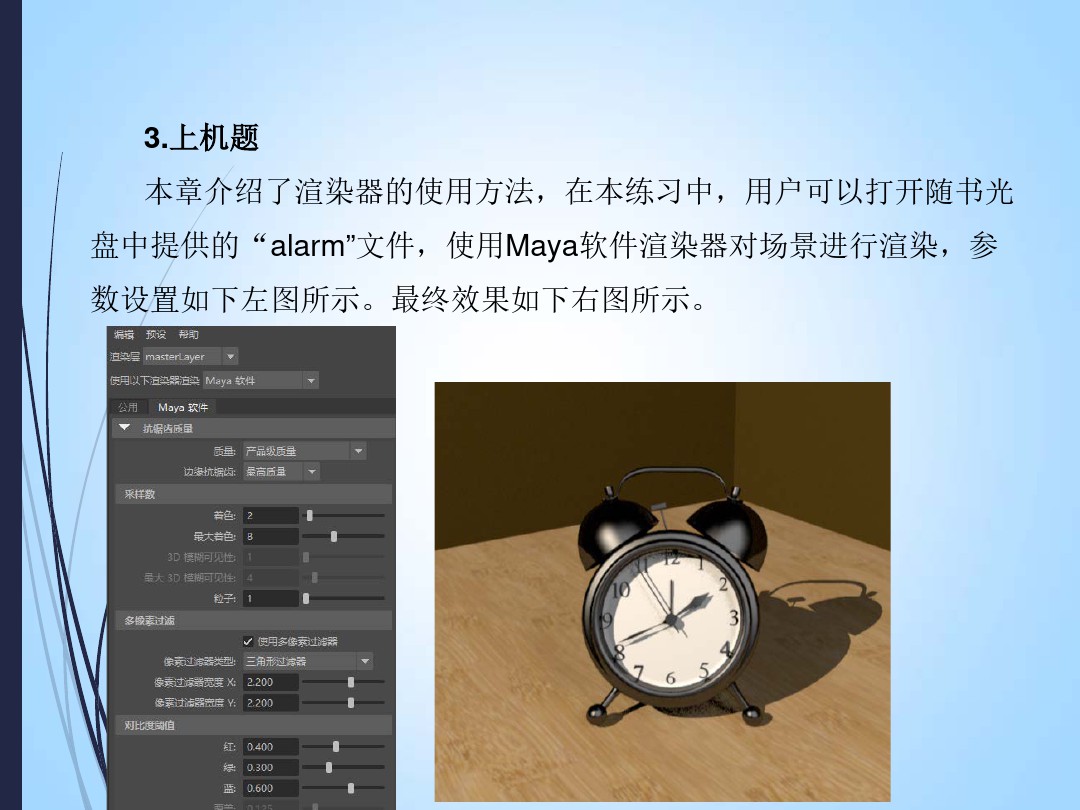 3.上机题
本章介绍了渲染器的使用方法，在本练习中，用户可以打开随书光
盘中提供的“alarm”文件，使用Maya软件渲染器对场景进行渲染，参
数设置如下左图所示。最终效果如下右图所示。
编辑 预设 帮助
渲染层 masterLayer
使用以下渲染器渲染 Maya 软件
公用 Maya 软件
抗锯齿质量
质量: 产品级质量
边缘抗锯齿: 最高质量
采样数
着色: 2
最大着色: 8
3D 模糊可见性: 1
最大 3D 模糊可见性: 4
粒子: 1
多像素过滤
使用多像素过滤器
像素过滤器类型: 三角形过滤器
像素过滤器宽度 X: 2.200
像素过滤器宽度 Y: 2.200
对比度阈值
红: 0.400
绿: 0.300
蓝: 0.600
12
11
1
10
2
9
3
8
4
7
6
5